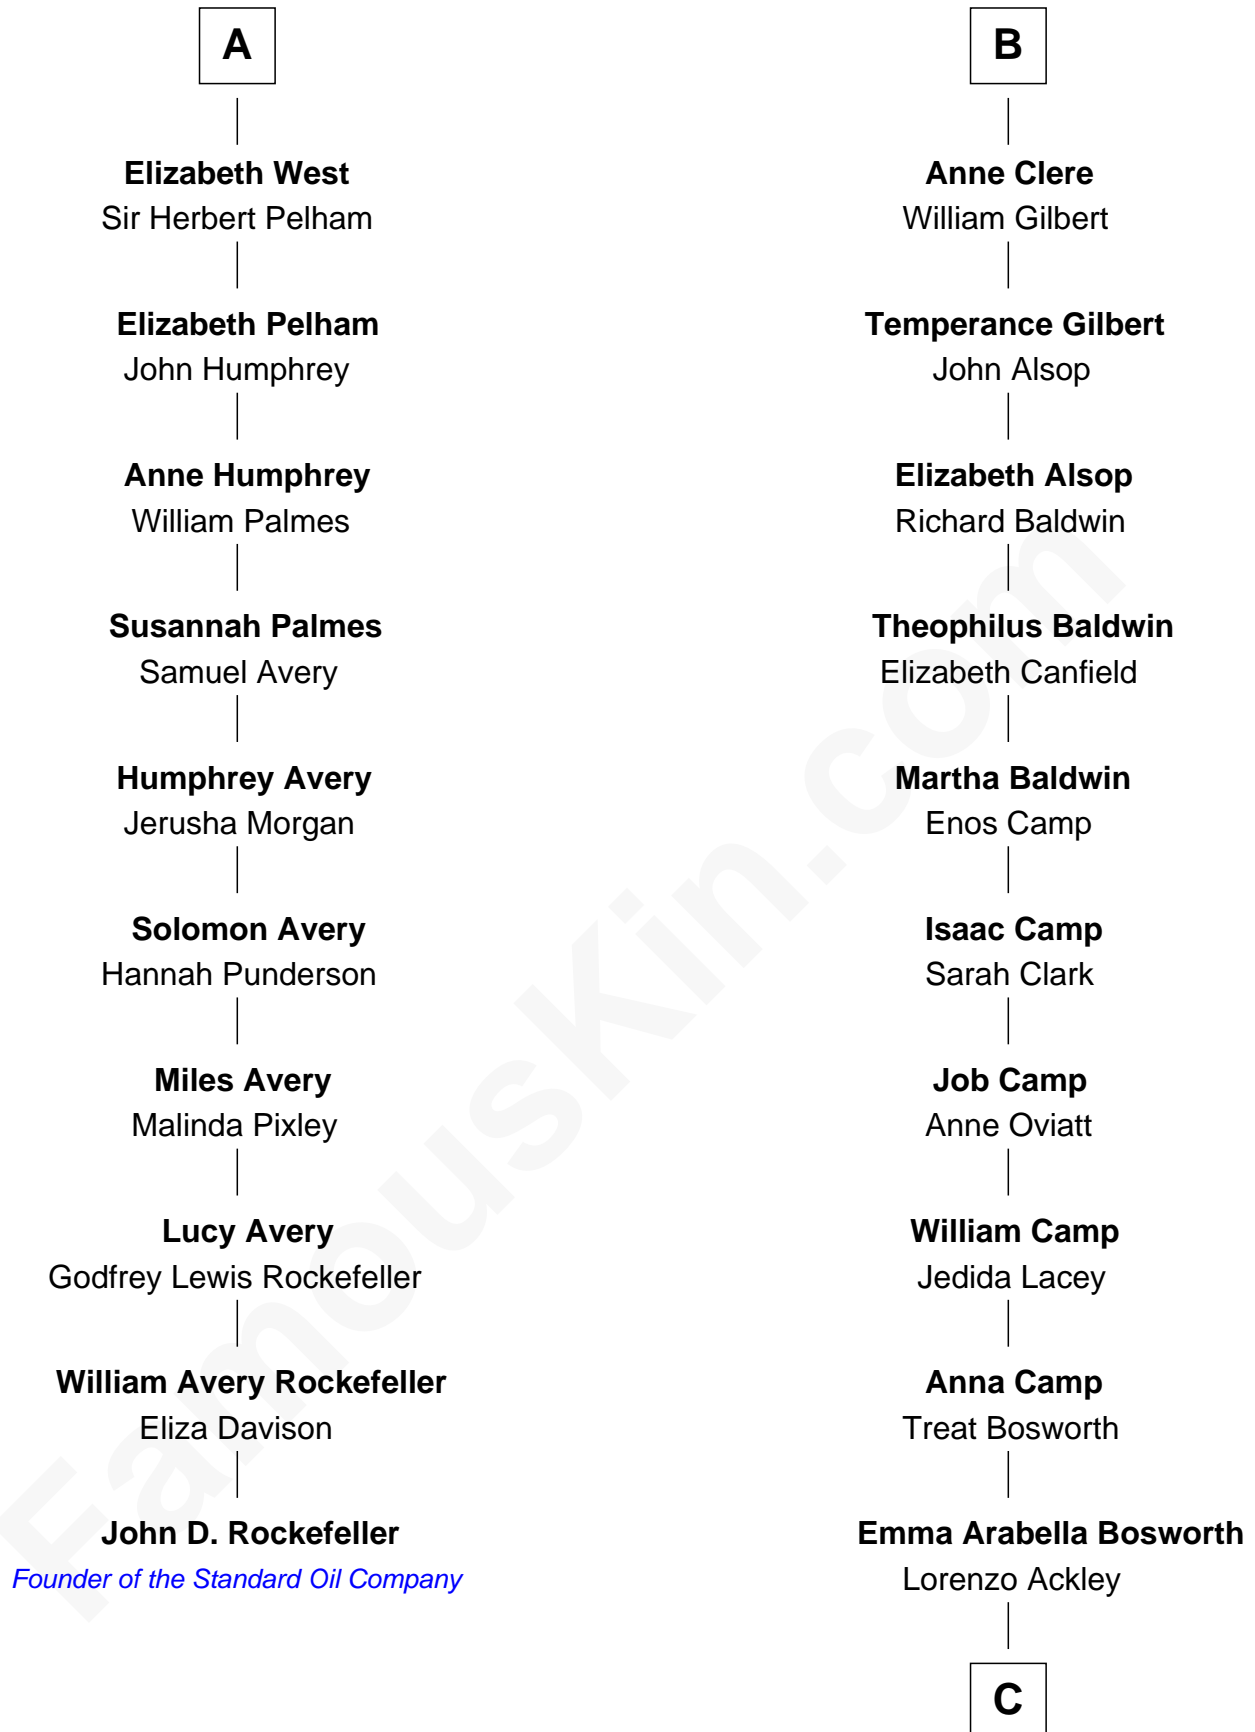 A
Elizabeth West
Sir Herbert Pelham
Elizabeth Pelham
John Humphrey
Anne Humphrey
William Palmes
Susannah Palmes
Samuel Avery
Humphrey Avery
Jerusha Morgan
Solomon Avery
Hannah Punderson
Miles Avery
Malinda Pixley
Lucy Avery
Godfrey Lewis Rockefeller
William Avery Rockefeller
Eliza Davison
John D. Rockefeller
Founder of the Standard Oil Company
B
Anne Clere
William Gilbert
Temperance Gilbert
John Alsop
Elizabeth Alsop
Richard Baldwin
Theophilus Baldwin
Elizabeth Canfield
Martha Baldwin
Enos Camp
Isaac Camp
Sarah Clark
Job Camp
Anne Oviatt
William Camp
Jedida Lacey
Anna Camp
Treat Bosworth
Emma Arabella Bosworth
Lorenzo Ackley
C
FamousKin.com